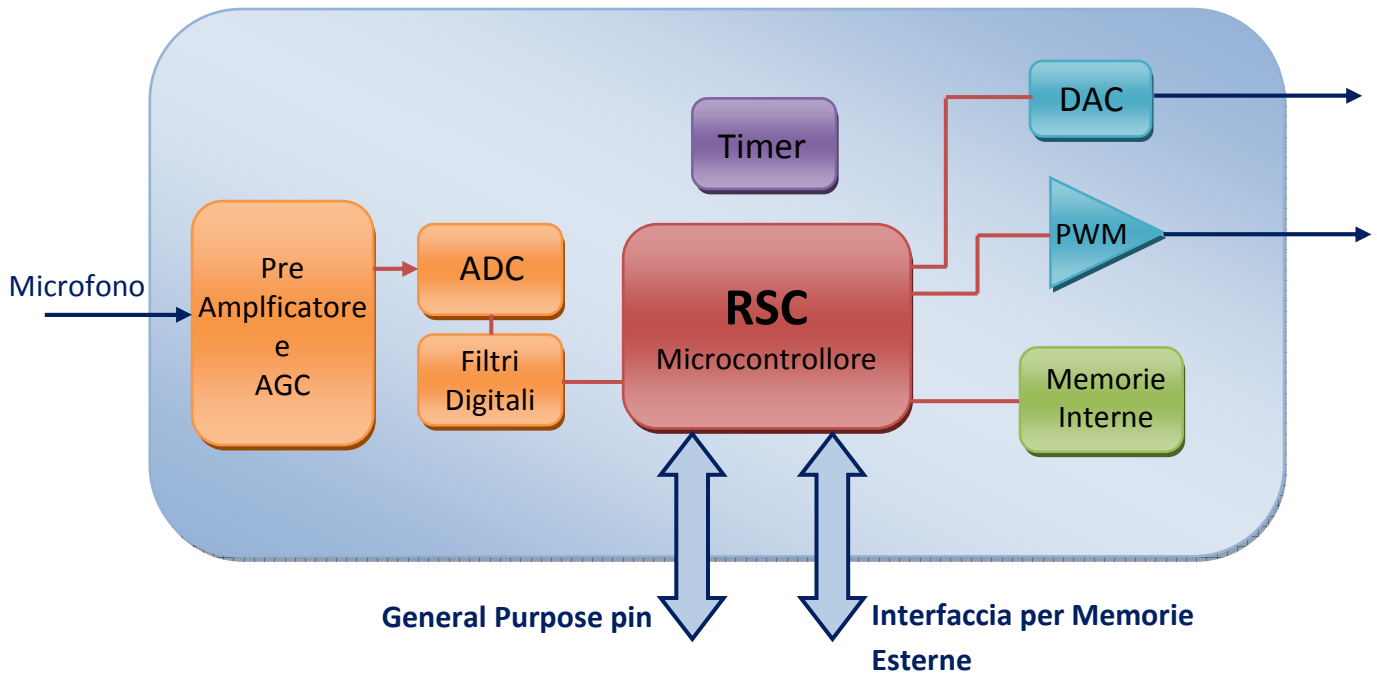 Microfono
Pre
Amplficatore
e
AGC
ADC
Filtri
Digitali
Timer
RSC
Microcontrollore
DAC
PWM
Memorie
Interne
General Purpose pin
Interfaccia per Memorie
Esterne